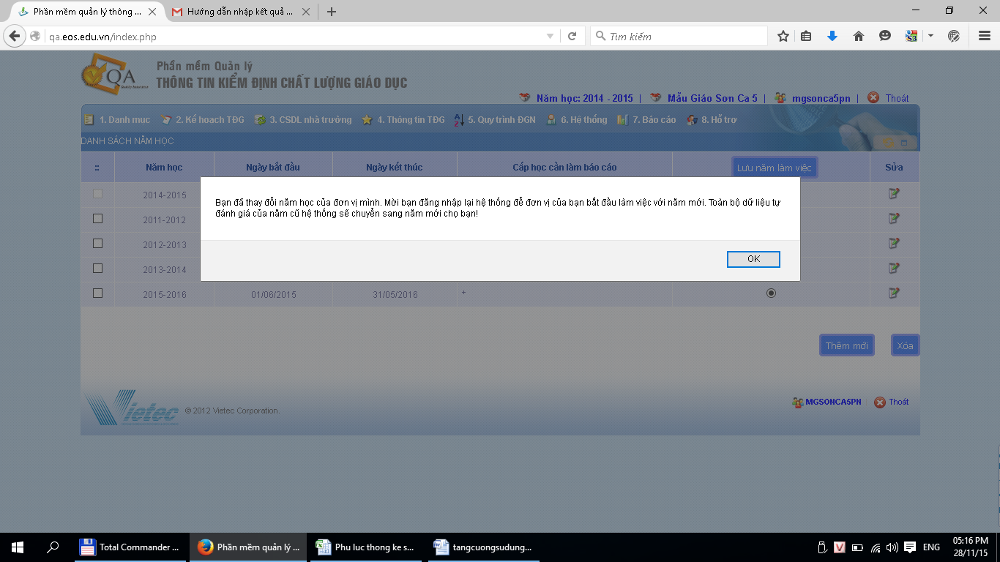 Phần mềm quản lý thông ...
Hướng dẫn nhập kết quả ...
qa.eos.edu.vn/index.php
Tìm kiếm
QA
Phần mềm Quản lý
THÔNG TIN KIỂM ĐỊNH CHẤT LƯỢNG GIÁO DỤC
Năm học: 2014 - 2015 | Mẫu Giáo Sơn Ca 5 | mgsonca5pn | Thoát
1. Danh mục 2. Kế hoạch TĐG 3. CSDL nhà trường 4. Thông tin TĐG 5. Quy trình ĐGN 6. Hệ thống 7. Báo cáo 8. Hỗ trợ
DANH SÁCH NĂM HỌC
:: Năm học Ngày bắt đầu Ngày kết thúc Cấp học cần làm báo cáo Lưu năm làm việc Sửa
2014-2015
2011-2012
2012-2013
2013-2014
2015-2016 01/06/2015 31/05/2016 +
Bạn đã thay đổi năm học của đơn vị mình. Mời bạn đăng nhập lại hệ thống để đơn vị của bạn bắt đầu làm việc với năm mới. Toàn bộ dữ liệu tự
đánh giá của năm cũ hệ thống sẽ chuyển sang năm mới chọ bạn!
OK
Thêm mới Xóa
Vietec © 2012 Vietec Corporation.
MGSONCA5PN | Thoát
Total Commander ...
Phần mềm quản lý ...
Phu luc thong ke s...
tangcuongsudung...
ENG
05:16 PM
28/11/15